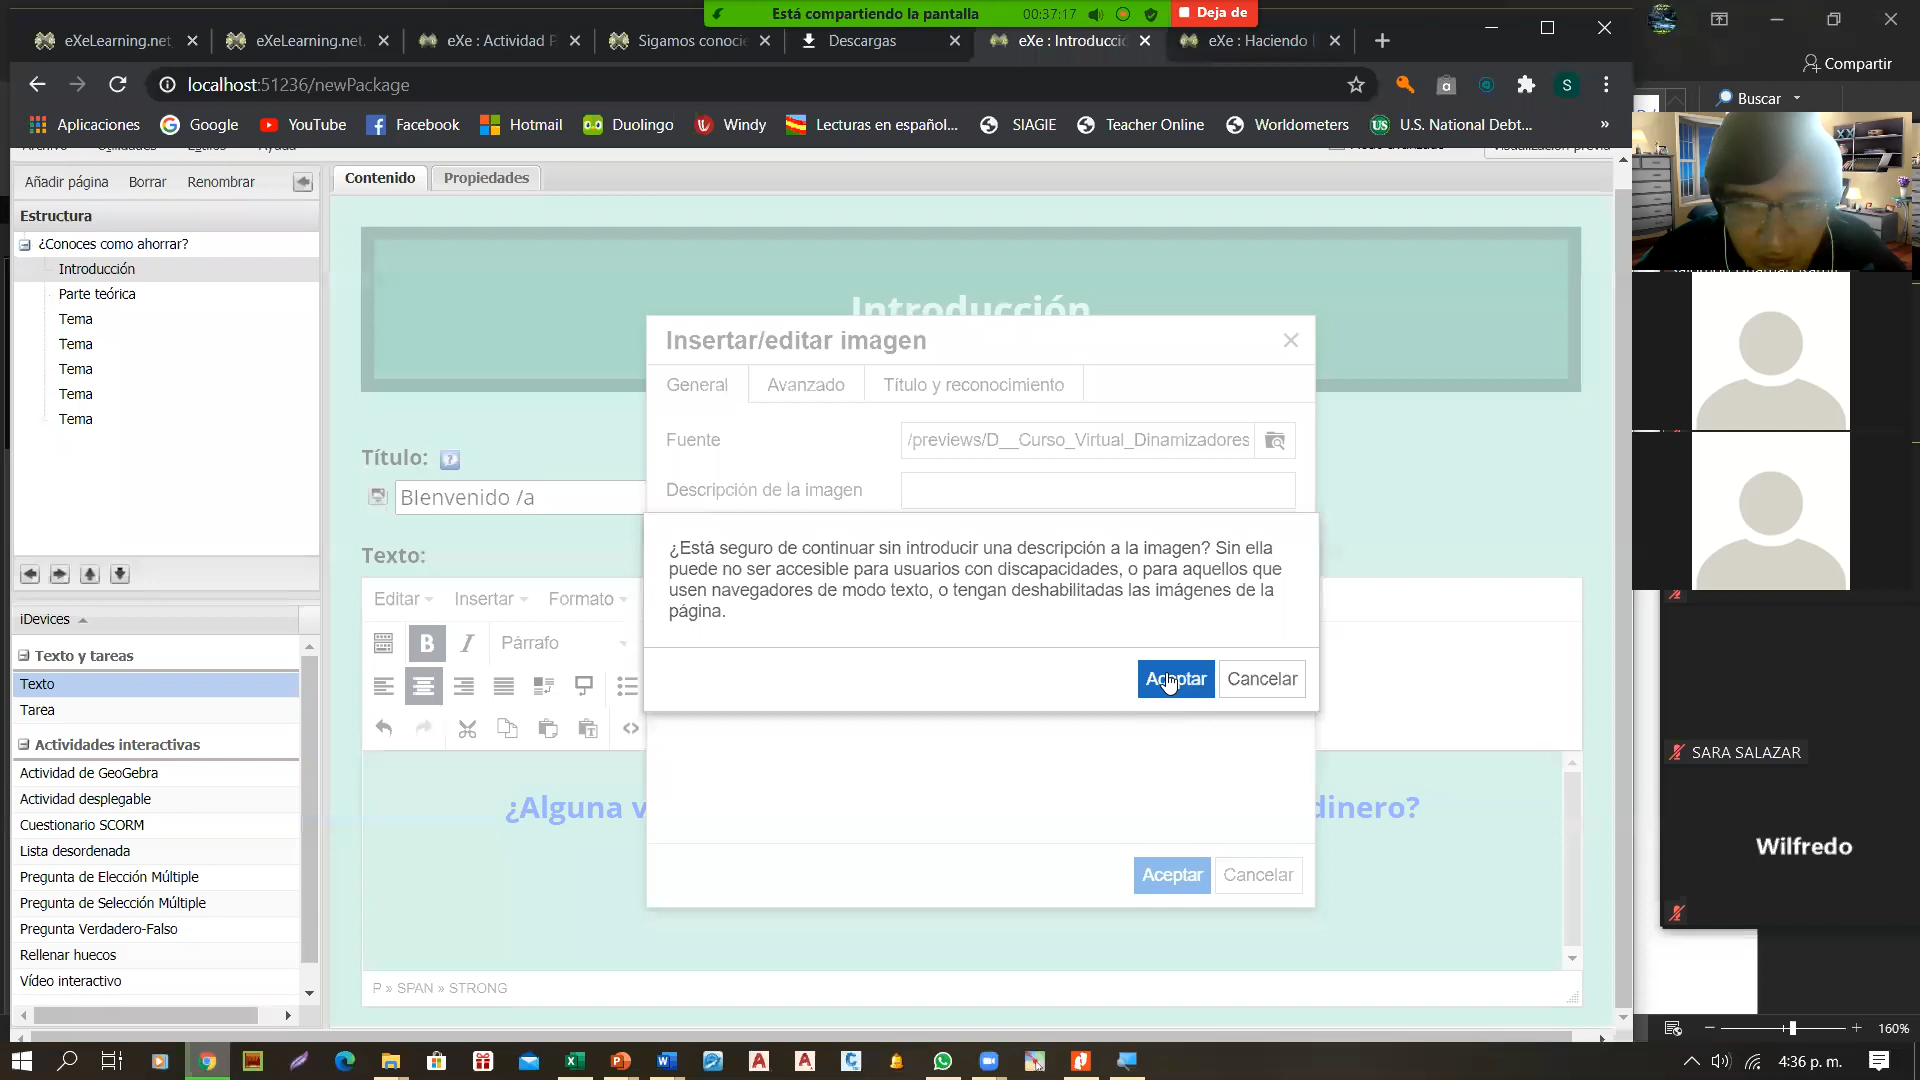 Está compartiendo la pantalla 00:37:17 Deja de
eXeLearning.net
eXeLearning.net
eXe : Actividad P
Sigamos conocie
Descargas
eXe : Introducci
eXe : Haciendo
localhost:51236/newPackage
Compartir
Buscar
Aplicaciones Google YouTube Facebook Hotmail Duolingo Windy Lecturas en español... SIAGIE Teacher Online Worldometers U.S. National Debt... »
Añadir página Borrar Renombrar
Contenido Propiedades
Estructura
¿Conoces como ahorrar?
Introducción
Parte teórica
Tema
Tema
Tema
Tema
Tema
Introducción
Insertar/editar imagen
General Avanzado Título y reconocimiento
Fuente /previews/D__Curso_Virtual_Dinamizadores
Descripción de la imagen
Título:
BIenvenido /a
Texto:
¿Está seguro de continuar sin introducir una descripción a la imagen? Sin ella
puede no ser accesible para usuarios con discapacidades, o para aquellos que
usen navegadores de modo texto, o tengan deshabilitadas las imágenes de la
página.
Aceptar Cancelar
Editar Insertar Formato
B I Párrafo
iDevices
Texto y tareas
Texto
Tarea
Actividades interactivas
Actividad de GeoGebra
Actividad desplegable
Cuestionario SCORM
Lista desordenada
Pregunta de Elección Múltiple
Pregunta de Selección Múltiple
Pregunta Verdadero-Falso
Rellenar huecos
Vídeo interactivo
¿Alguna v dinero?
Aceptar Cancelar
P » SPAN » STRONG
SARA SALAZAR
Wilfredo
160%
4:36 p. m.